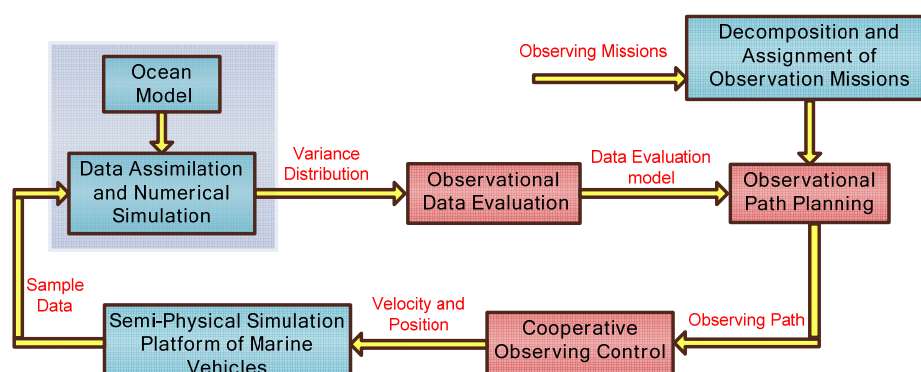 Ocean
Model
Data Assimilation
and Numerical
Simulation
Variance
Distribution
Observational
Data Evaluation
Data Evaluation
model
Observing Missions
Decomposition and
Assignment of
Observation Missions
Observational
Path Planning
Observing Path
Cooperative
Observing Control
Velocity and
Position
Semi-Physical Simulation
Platform of Marine
Vehicles
Sample
Data